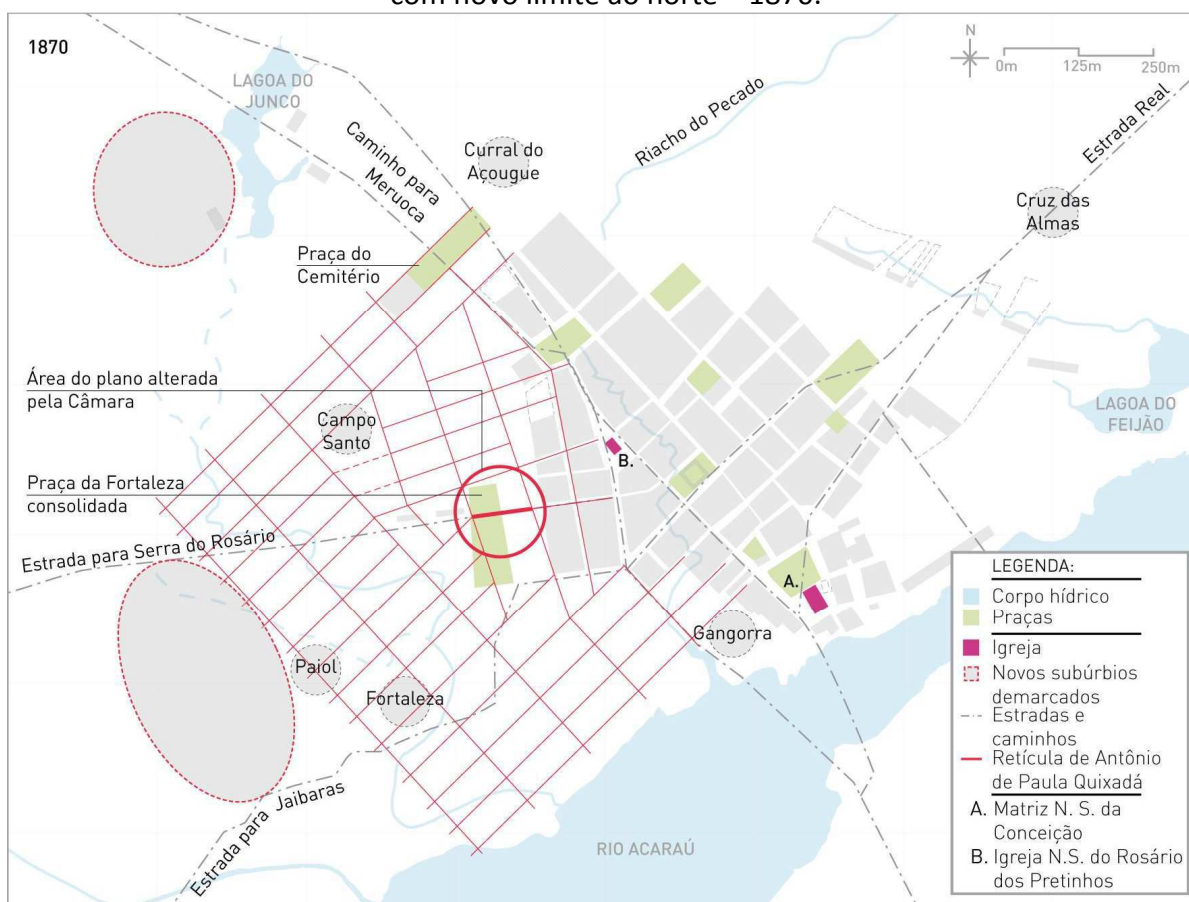 com novo limite ao norte – 1870.
1870
N
0m 125m 250m
LAGOA DO
JUNCO
Riacho do Pecado
Estrada Real
Caminho para
Meruoca
Curral do
Açougue
Cruz das
Almas
Praça do
Cemitério
Área do plano alterada
pela Câmara
Campo
Santo
LAGOA DO
FEIJÃO
B.
Praça da Fortaleza
consolidada
Estrada para Serra do Rosário
A.
Gangorra
Paiol
Fortaleza
Estrada para Jaibaras
RIO ACARAÚ
LEGENDA:
Corpo hídrico
Praças
Igreja
Novos subúrbios
demarcados
Estradas e
caminhos
Retícula de Antônio
de Paula Quixadá
A. Matriz N. S. da
Conceição
B. Igreja N.S. do Rosário
dos Pretinhos